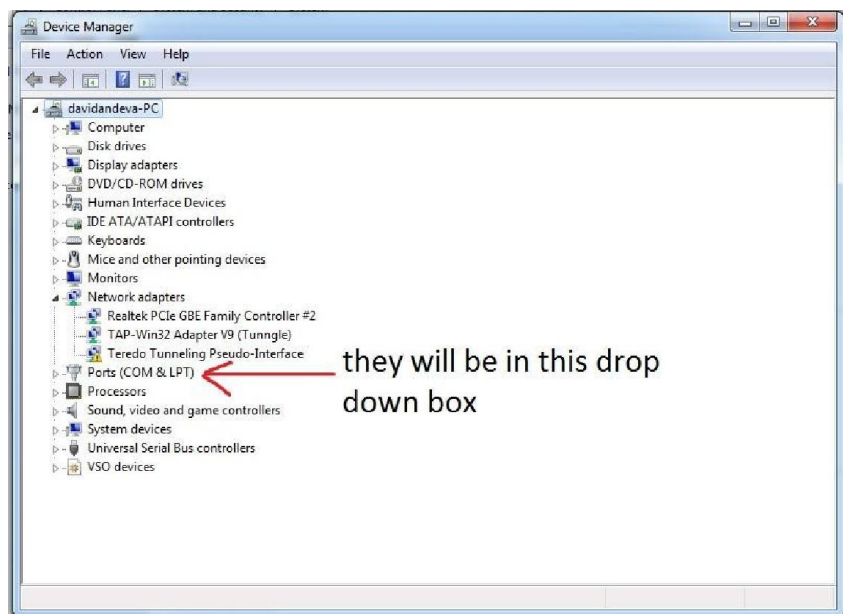 Device Manager
File Action View Help
davidandeva-PC
Computer
Disk drives
Display adapters
DVD/CD-ROM drives
Human Interface Devices
IDE ATA/ATAPI controllers
Keyboards
Mice and other pointing devices
Monitors
Network adapters
Realtek PCIe GBE Family Controller #2
TAP-Win32 Adapter V9 (Tunngle)
Teredo Tunneling Pseudo-Interface
Ports (COM & LPT)
they will be in this drop
down box
Processors
Sound, video and game controllers
System devices
Universal Serial Bus controllers
VSO devices